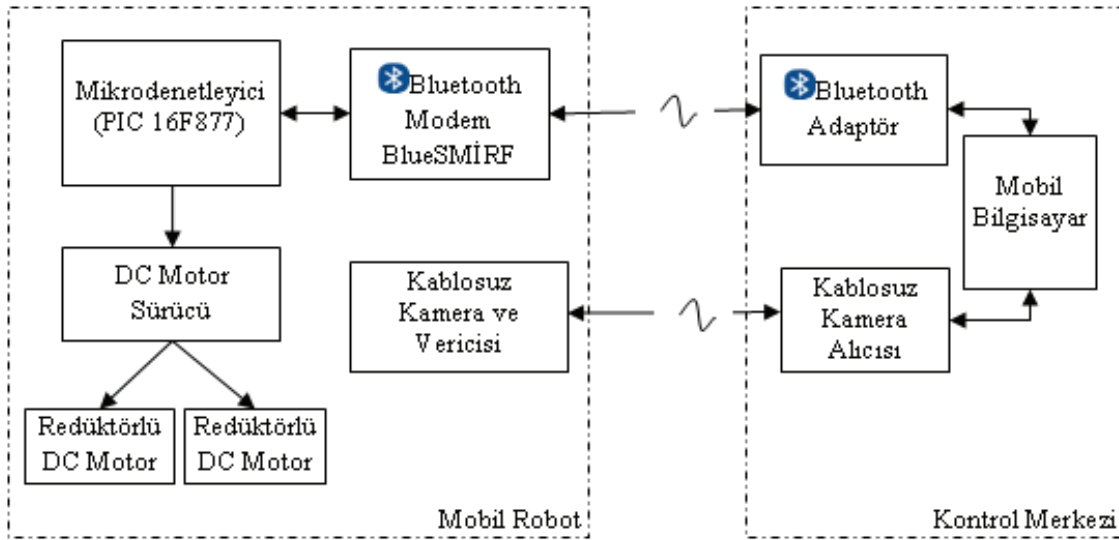 Mikrodenetleyici
(PIC 16F877)
Bluetooth
Modem
BlueSMİRF
Bluetooth
Adaptör
Mobil
Bilgisayar
DC Motor
Sürücü
Kablosuz
Kamera ve
Vericisi
Kablosuz
Kamera
Alıcısı
Redüktörlü
DC Motor
Redüktörlü
DC Motor
Mobil Robot
Kontrol Merkezi